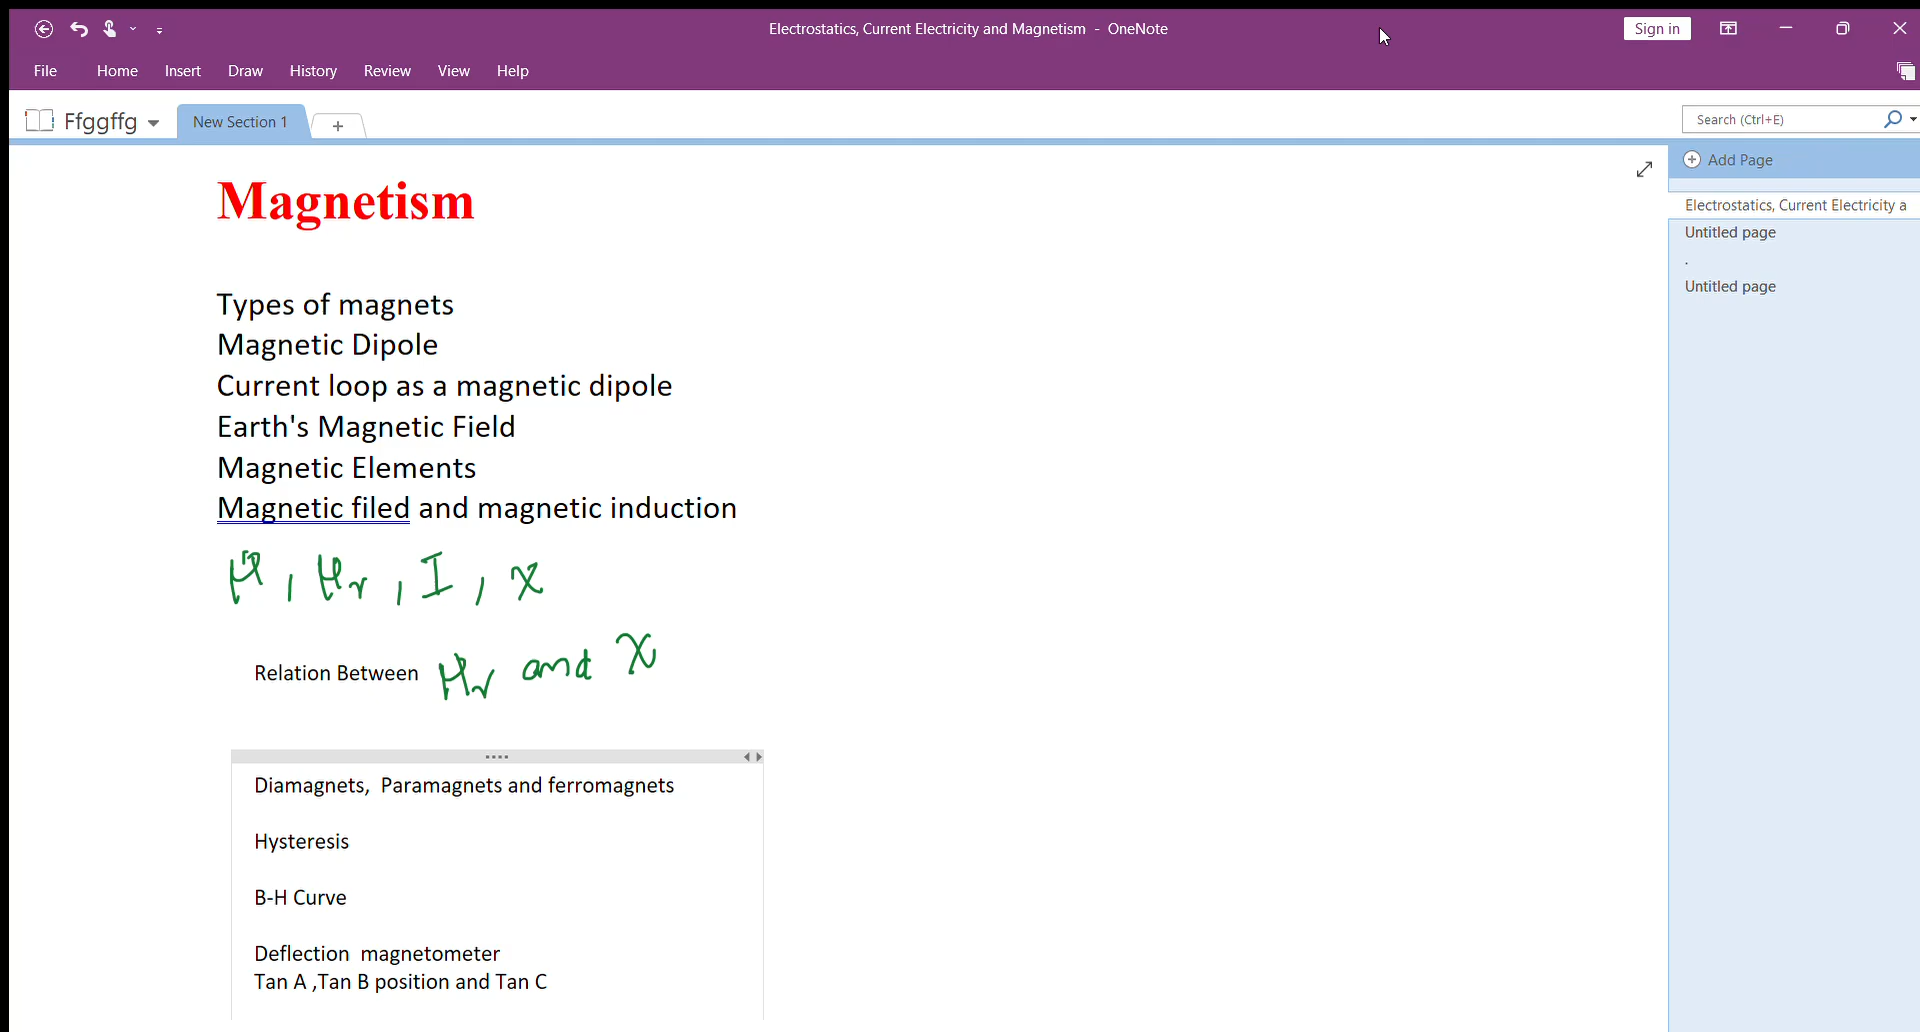 Electrostatics, Current Electricity and Magnetism - OneNote
Sign in
File Home Insert Draw History Review View Help
Ffggffg
New Section 1
+
Search (Ctrl+E)
Add Page
Electrostatics, Current Electricity a
Untitled page
.
Untitled page
Magnetism
Types of magnets
Magnetic Dipole
Current loop as a magnetic dipole
Earth's Magnetic Field
Magnetic Elements
Magnetic filed and magnetic induction
μ, μr, I, χ
Relation Between μr and χ
Diamagnets, Paramagnets and ferromagnets
Hysteresis
B-H Curve
Deflection magnetometer
Tan A ,Tan B position and Tan C